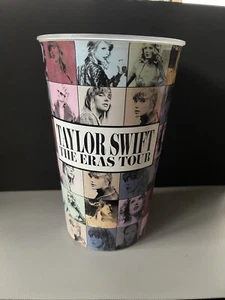 TAYLOR SWIFT
THE ERAS TOUR